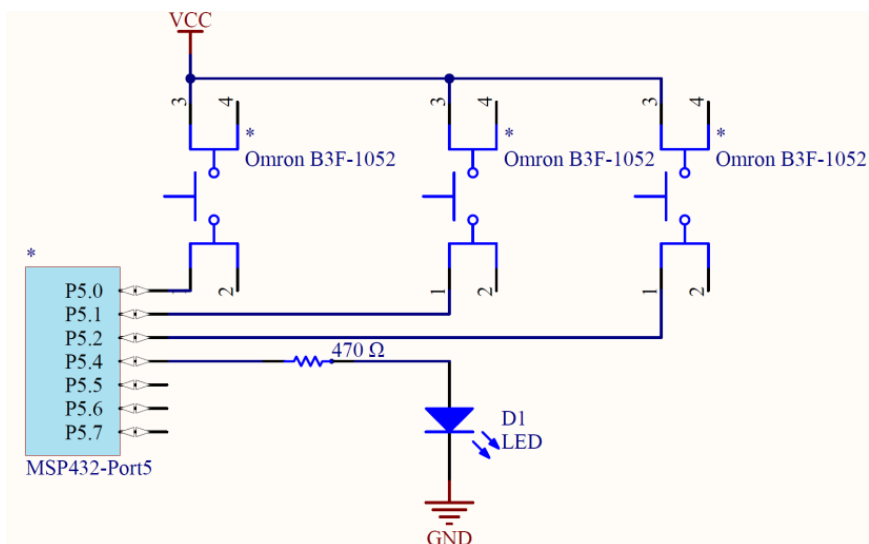 VCC
3
4
3
4
3
4
*
*
*
Omron B3F-1052
Omron B3F-1052
Omron B3F-1052
*
P5.0
1
2
1
2
1
2
P5.1
P5.2
P5.4
470 Ω
P5.5
P5.6
P5.7
D1
LED
MSP432-Port5
GND